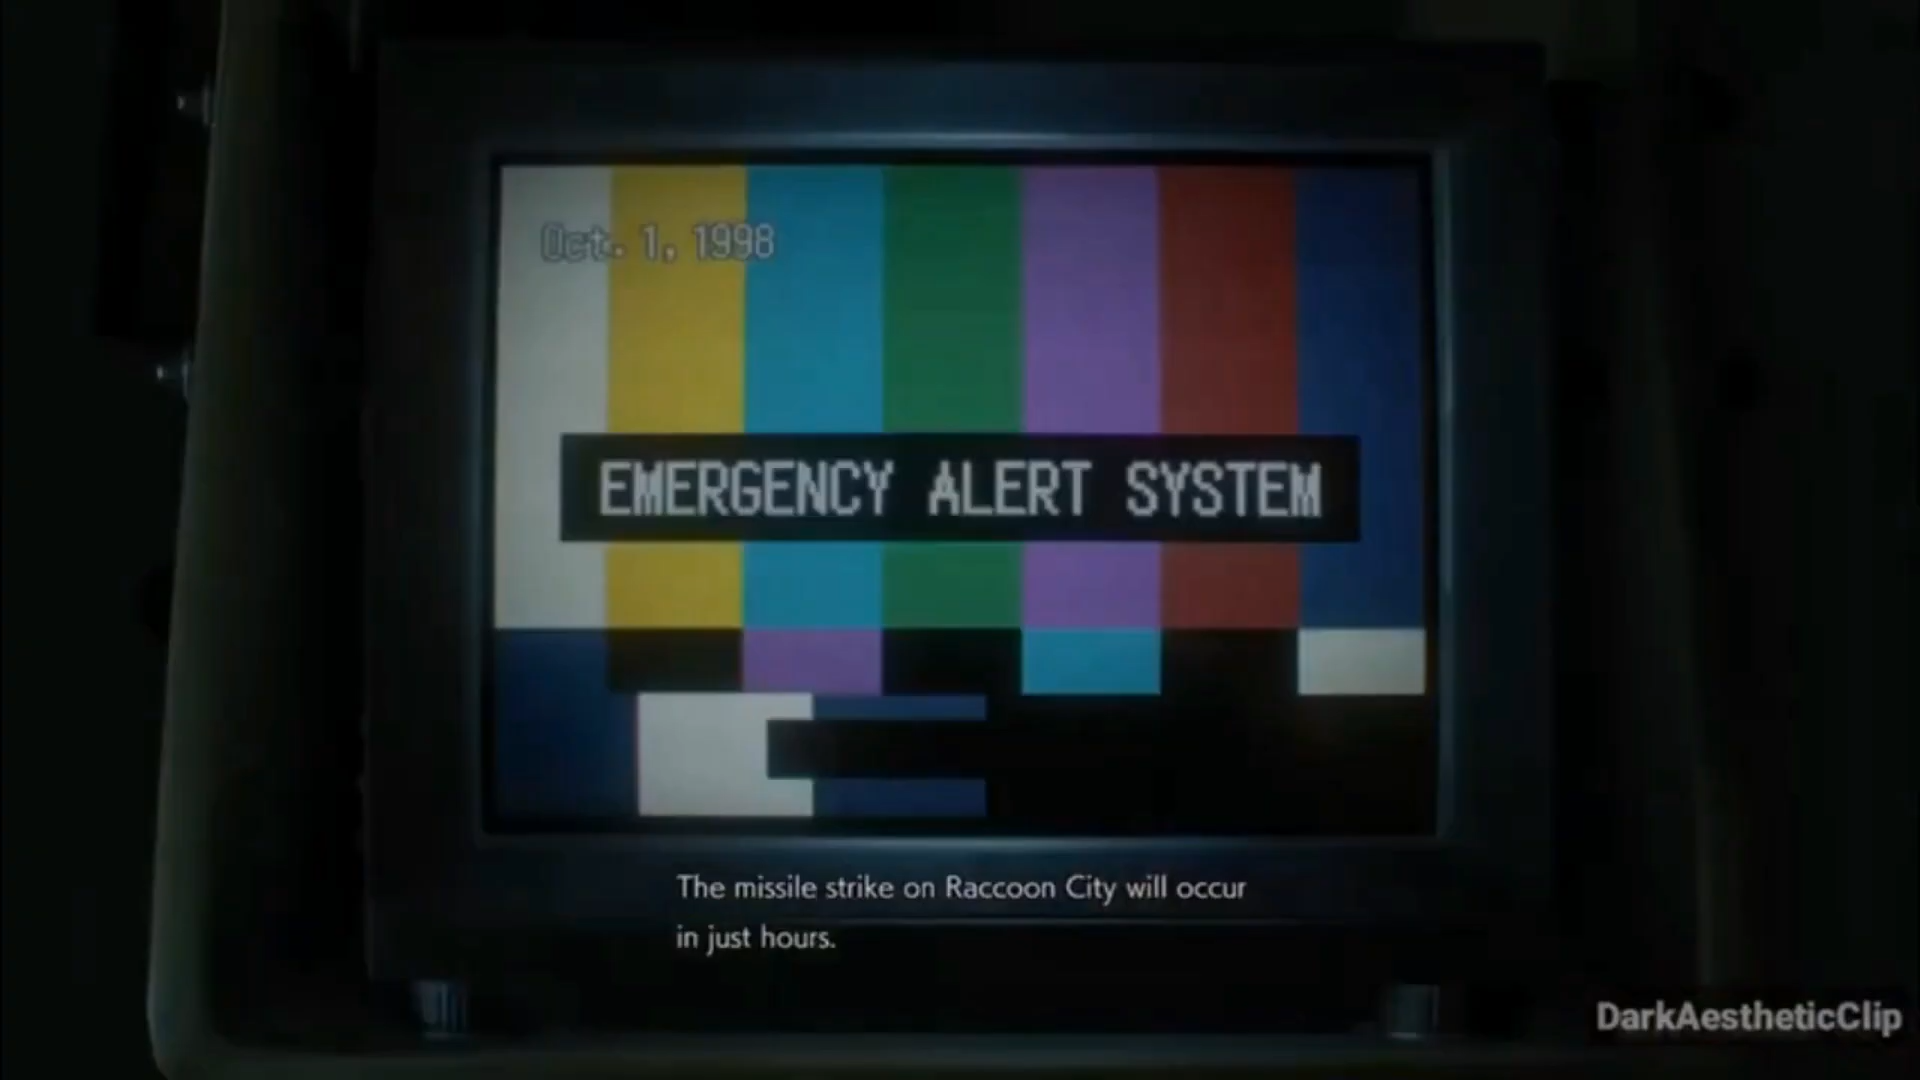 Oct. 1, 1998
EMERGENCY ALERT SYSTEM
The missile strike on Raccoon City will occur
in just hours.
DarkAestheticClip